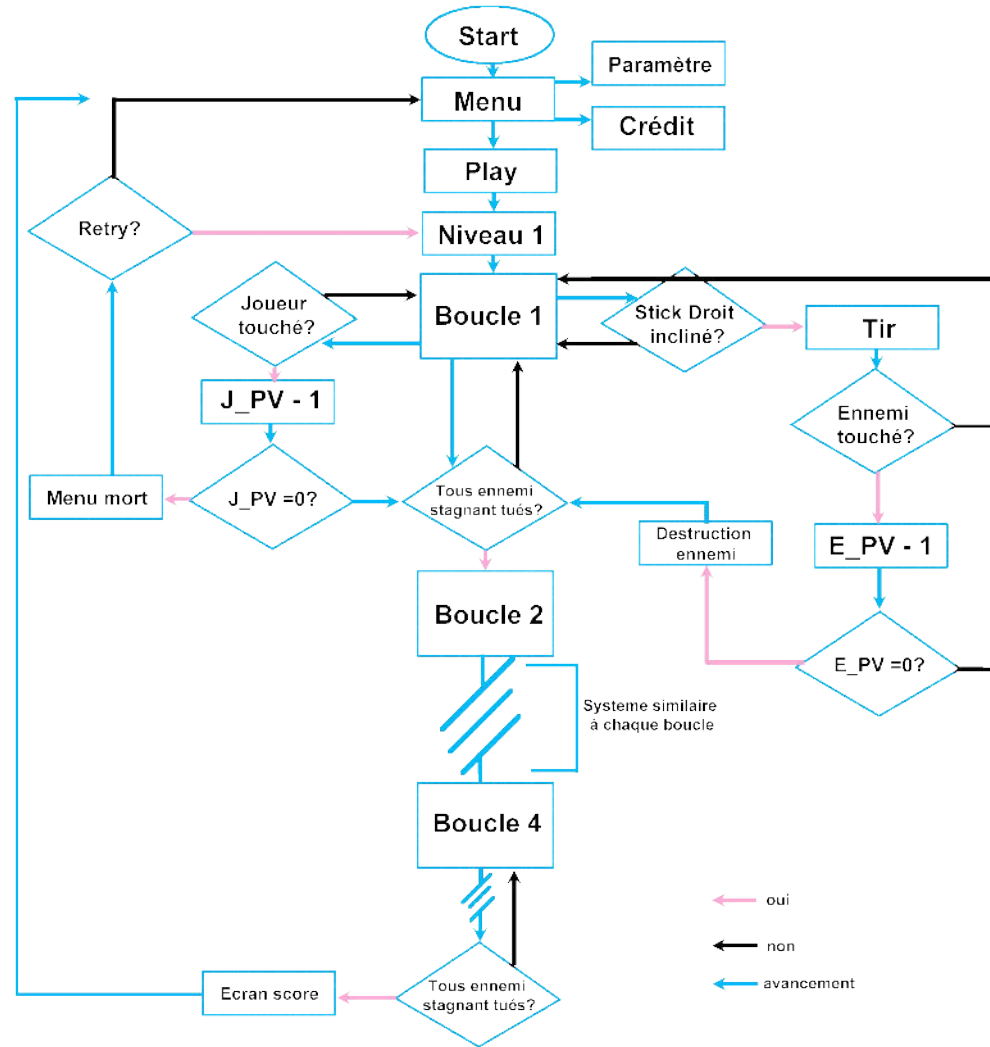 Start
Paramètre
Menu
Crédit
Play
Retry?
Niveau 1
Joueur
touché?
Boucle 1
Stick Droit
incliné?
Tir
J_PV - 1
Ennemi
touché?
Menu mort
J_PV =0?
Tous ennemi
stagnant tués?
Destruction
ennemi
E_PV - 1
Boucle 2
E_PV =0?
Systeme similaire
à chaque boucle
Boucle 4
oui
non
avancement
Ecran score
Tous ennemi
stagnant tués?